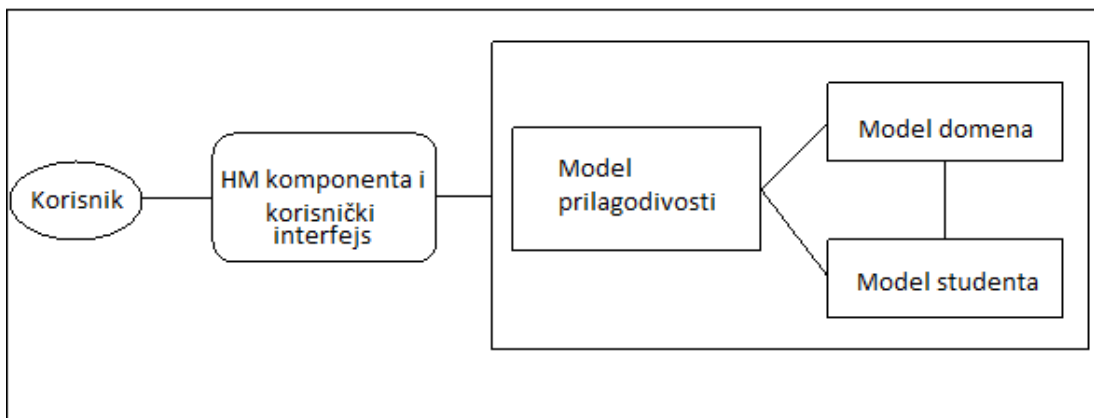 Korisnik
HM komponenta i
korisnički
interfejs
Model
prilagodivosti
Model domena
Model studenta